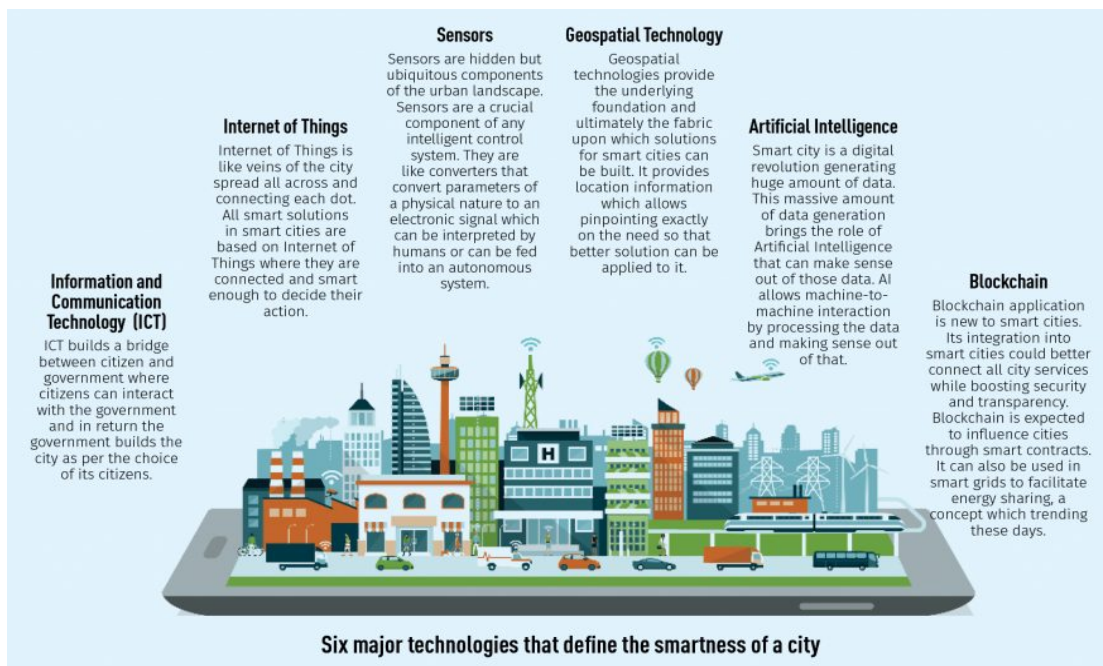 Information and
Communication
Technology (ICT)
ICT builds a bridge
between citizen and
government where
citizens can interact
with the government
and in return the
government builds the
city as per the choice
of its citizens.
Internet of Things
Internet of Things is
like veins of the city
spread all across and
connecting each dot.
All smart solutions
in smart cities are
based on Internet of
Things where they are
connected and smart
enough to decide their
action.
Sensors
Sensors are hidden but
ubiquitous components
of the urban landscape.
Sensors are a crucial
component of any
intelligent control
system. They are
like converters that
convert parameters of
a physical nature to an
electronic signal which
can be interpreted by
humans or can be fed
into an autonomous
system.
Geospatial Technology
Geospatial
technologies provide
the underlying
foundation and
ultimately the fabric
upon which solutions
for smart cities can
be built. It provides
location information
which allows
pinpointing exactly
on the need so that
better solution can be
applied to it.
Artificial Intelligence
Smart city is a digital
revolution generating
huge amount of data.
This massive amount
of data generation
brings the role of
Artificial Intelligence
that can make sense
out of those data. AI
allows machine-to-
machine interaction
by processing the data
and making sense out
of that.
Blockchain
Blockchain application
is new to smart cities.
Its integration into
smart cities could better
connect all city services
while boosting security
and transparency.
Blockchain is expected
to influence cities
through smart contracts.
It can also be used in
smart grids to facilitate
energy sharing, a
concept which trending
these days.
H
Six major technologies that define the smartness of a city